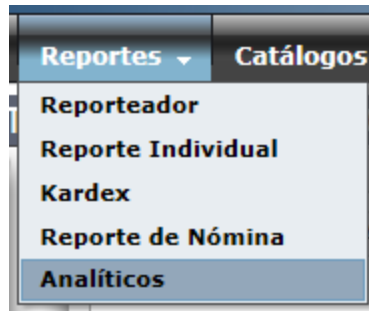 Reportes Catálogos
Reporteador
Reporte Individual
Kardex
Reporte de Nómina
Analíticos